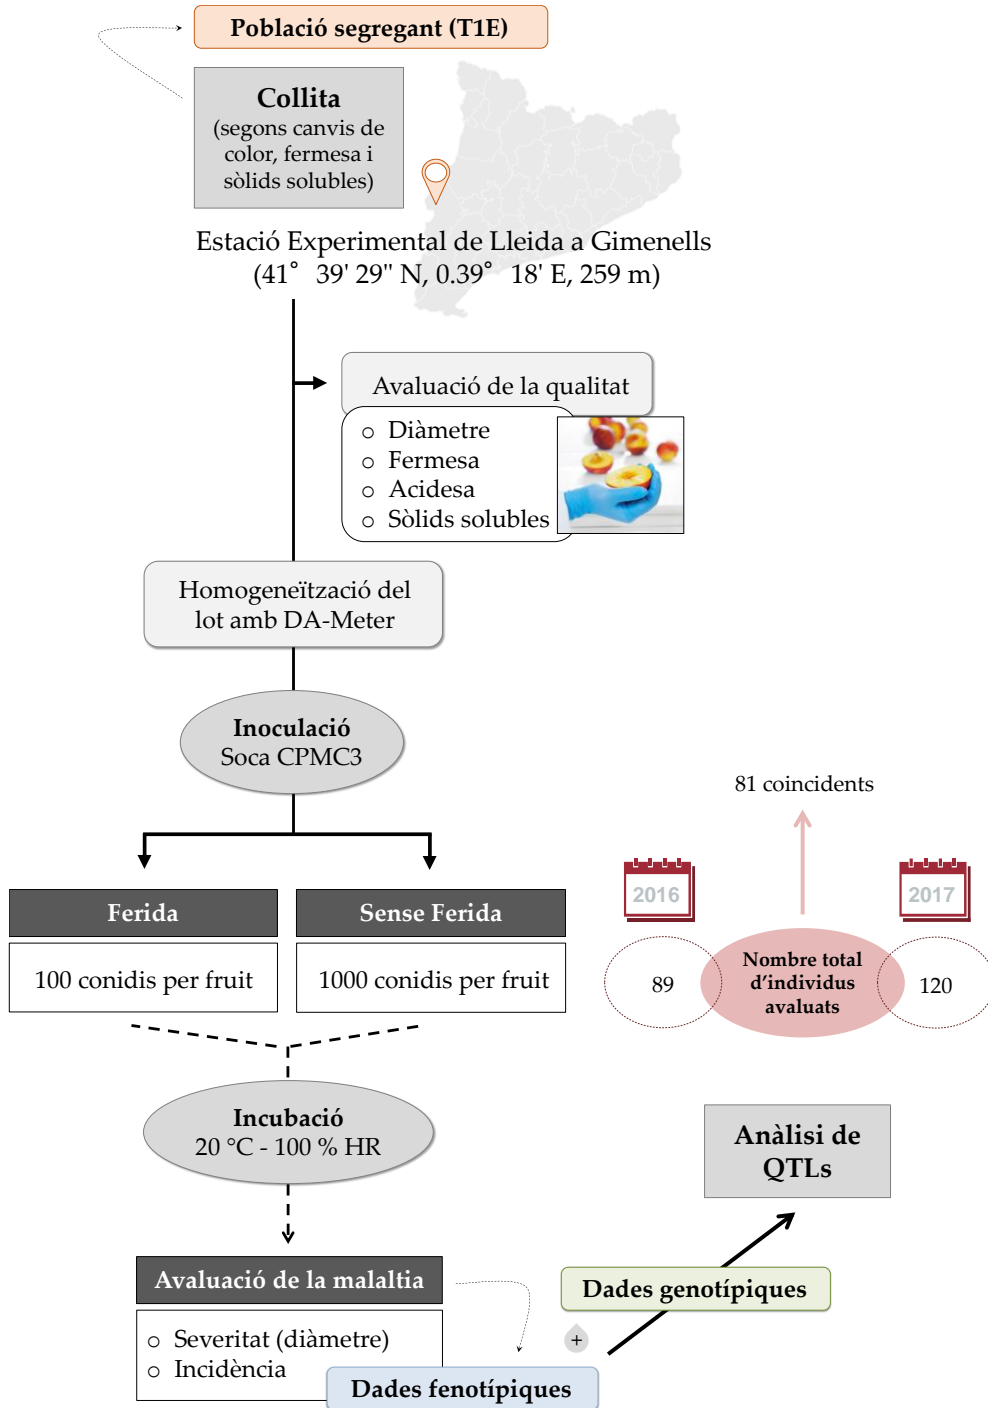 Població segregant (T1E)
Collita
(segons canvis de
color, fermesa i
sòlids solubles)
Estació Experimental de Lleida a Gimenells
(41° 39' 29" N, 0.39° 18' E, 259 m)
Avaluació de la qualitat
o Diàmetre
o Fermesa
o Acidesa
o Sòlids solubles
Homogeneïtzació del
lot amb DA-Meter
Inoculació
Soca CPMC3
Ferida
100 conidis per fruit
Sense Ferida
1000 conidis per fruit
81 coincidents
2016
2017
89
Nombre total
d'individus
avaluats
120
Incubació
20 °C - 100 % HR
Avaluació de la malaltia
o Severitat (diàmetre)
o Incidència
Dades fenotípiques
+
Dades genotípiques
Anàlisi de
QTLs